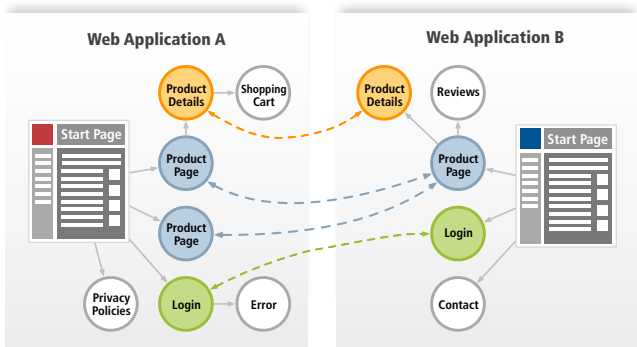 Web Application A
Web Application B
Product
Details
Shopping
Cart
Product
Details
Reviews
Start Page
Start Page
Product
Page
Product
Page
Product
Page
Login
Privacy
Policies
Login
Error
Contact